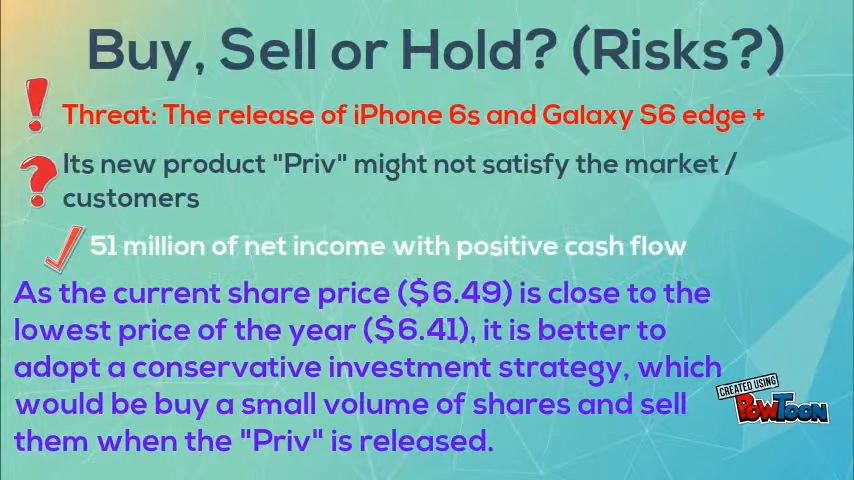 Buy, Sell or Hold? (Risks?)
Threat: The release of iPhone 6s and Galaxy S6 edge +
Its new product "Priv" might not satisfy the market /
customers
51 million of net income with positive cash flow
As the current share price ($6.49) is close to the
lowest price of the year ($6.41), it is better to
adopt a conservative investment strategy, which
would be buy a small volume of shares and sell
them when the "Priv" is released.
CREATED USING
POWTOON